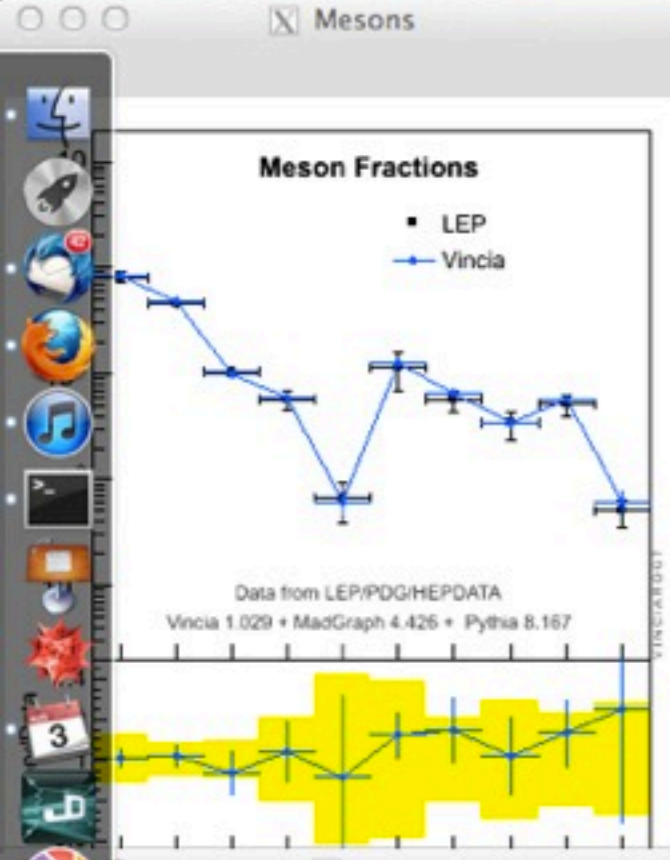 Mesons
Meson Fractions
LEP
Vincia
42
>_
Data from LEP/PDG/HEPDATA
Vincia 1.029 + MadGraph 4.426 + Pythia 8.167
VINCIAROOT
3